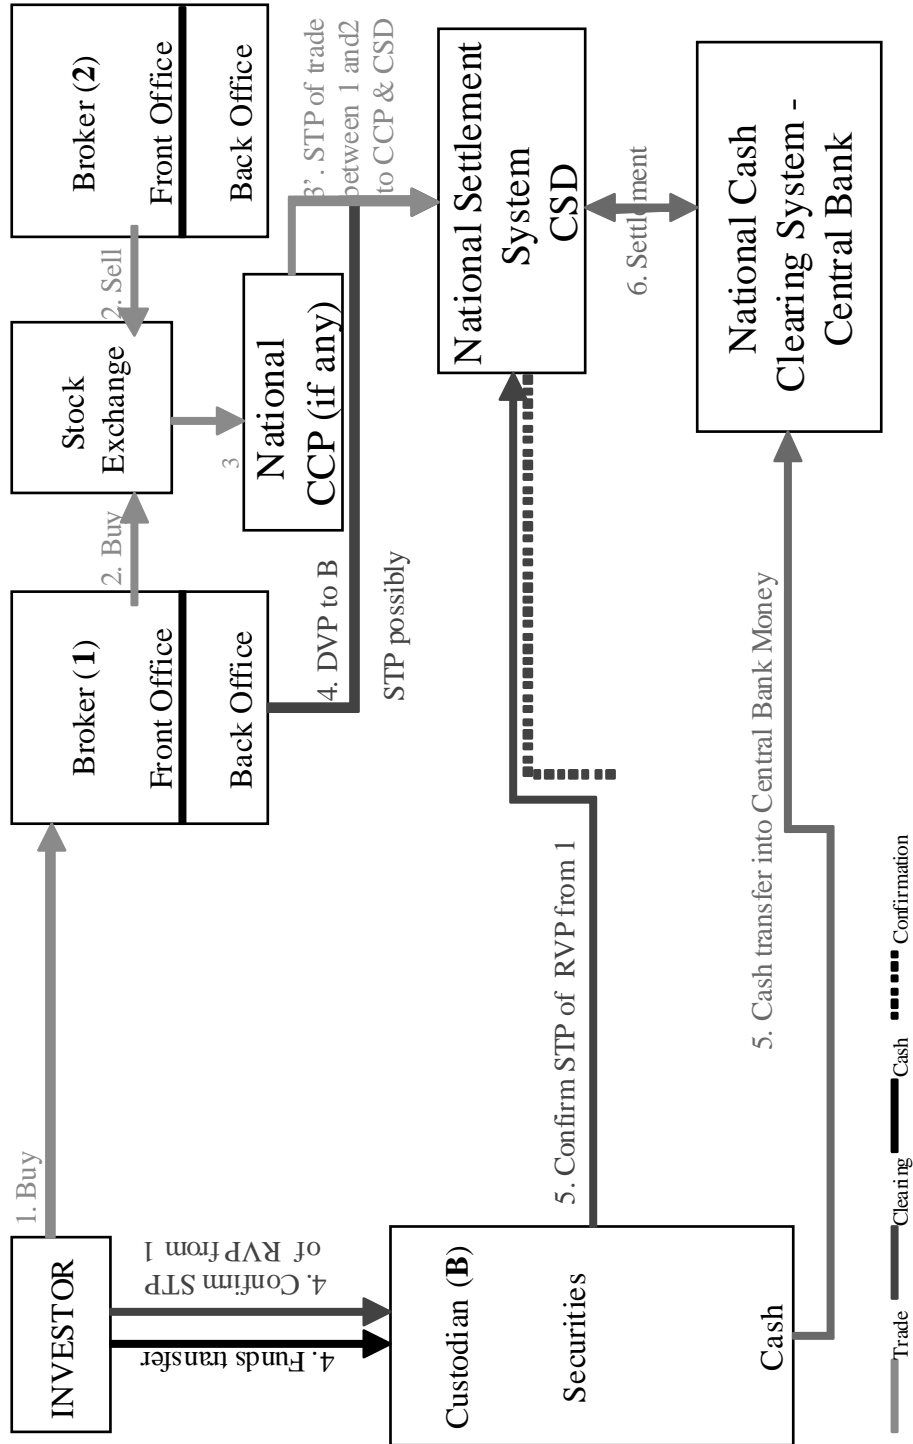 INVESTOR
1. Buy
Broker (1)
Front Office
Back Office
2. Buy
Stock
Exchange
2. Sell
Broker (2)
Front Office
Back Office
3
National
CCP (if any)
3'. STP of trade
between 1 and2
to CCP & CSD
4. DVP to B
STP possibly
4. Confirm STP
of RVP from 1
4. Funds transfer
Custodian (B)
Securities
Cash
5. Confirm STP of RVP from 1
National Settlement
System
CSD
6. Settlement
5. Cash transfer into Central Bank Money
National Cash
Clearing System -
Central Bank
Trade
Clearing
Cash
Confirmation